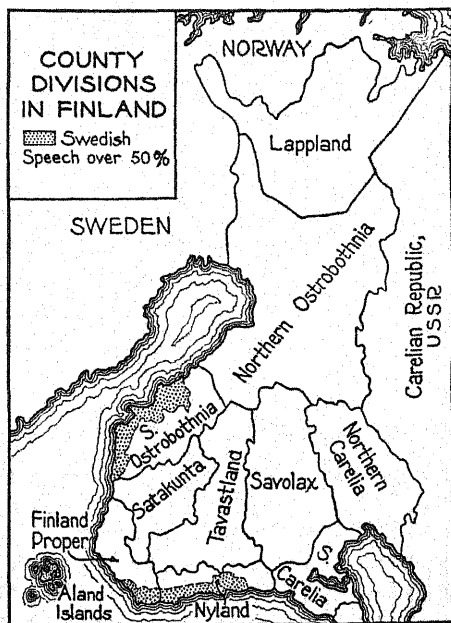 COUNTY
DIVISIONS
IN FINLAND
Swedish
Speech over 50%
NORWAY
Lappland
SWEDEN
Northern Ostrobothnia
Carelian Republic,
USSR
S.
Ostrobothnia
Satakunta
Tavastland
Savolax
Northern
Carelia
Finland
Proper
S.
Carelia
Aland
Islands
Nyland